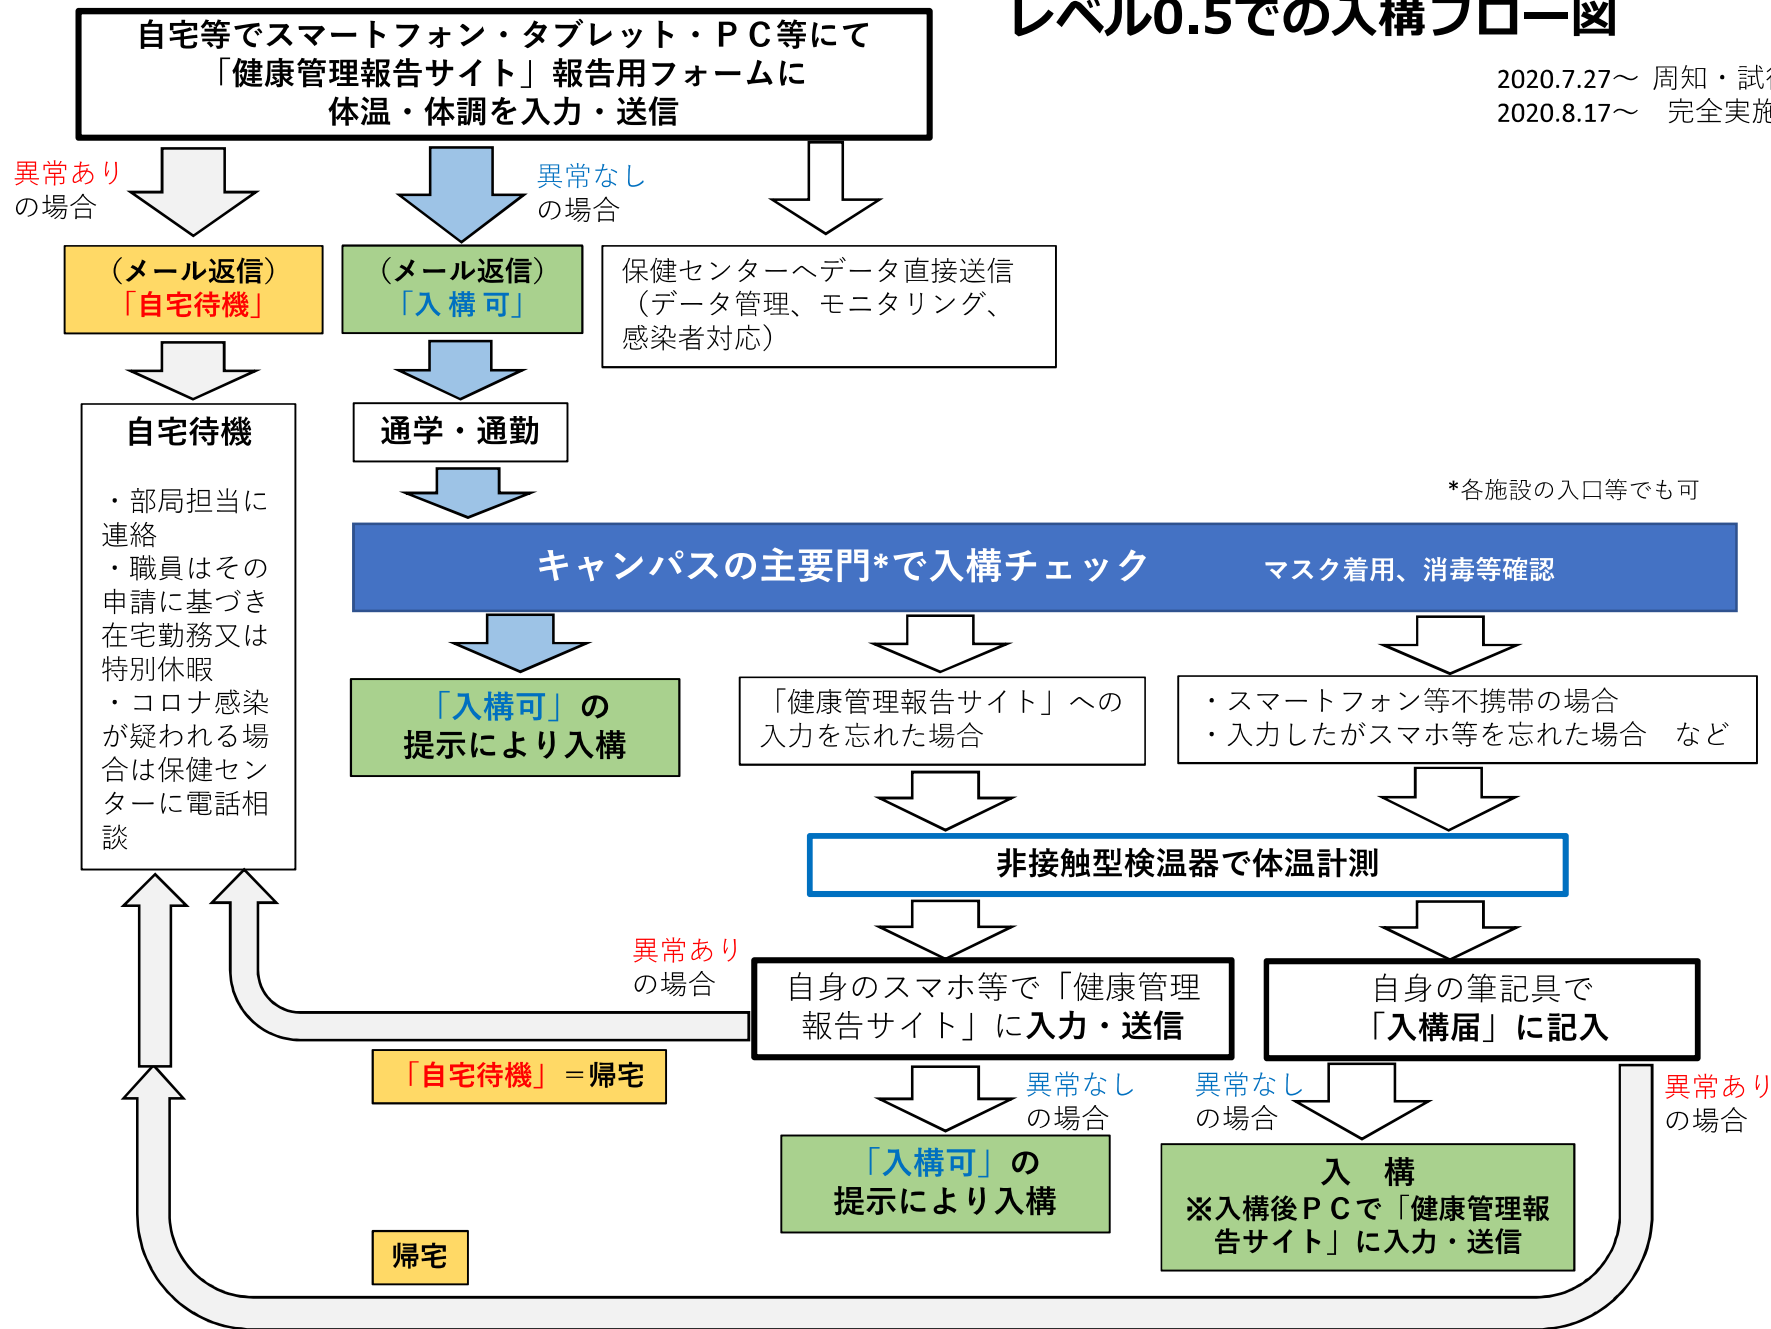 レベル0.5での入構フロー図
2020.7.27～ 周知・試行
2020.8.17～ 完全実施
自宅等でスマートフォン・タブレット・ＰＣ等にて
「健康管理報告サイト」報告用フォームに
体温・体調を入力・送信
異常あり
の場合
異常なし
の場合
（メール返信）
「自宅待機」
（メール返信）
「入 構 可」
保健センターへデータ直接送信
（データ管理、モニタリング、
感染者対応）
自宅待機
・部局担当に
連絡
・職員はその
申請に基づき
在宅勤務又は
特別休暇
・コロナ感染
が疑われる場
合は保健セン
ターに電話相
談
通学・通勤
*各施設の入口等でも可
キャンパスの主要門*で入構チェック マスク着用、消毒等確認
「入構可」の
提示により入構
「健康管理報告サイト」への
入力を忘れた場合
・スマートフォン等不携帯の場合
・入力したがスマホ等を忘れた場合　など
非接触型検温器で体温計測
異常あり
の場合
自身のスマホ等で「健康管理
報告サイト」に入力・送信
自身の筆記具で
「入構届」に記入
「自宅待機」＝帰宅
異常なし
の場合
異常なし
の場合
異常あり
の場合
「入構可」の
提示により入構
入　構
※入構後ＰＣで「健康管理報
告サイト」に入力・送信
帰宅